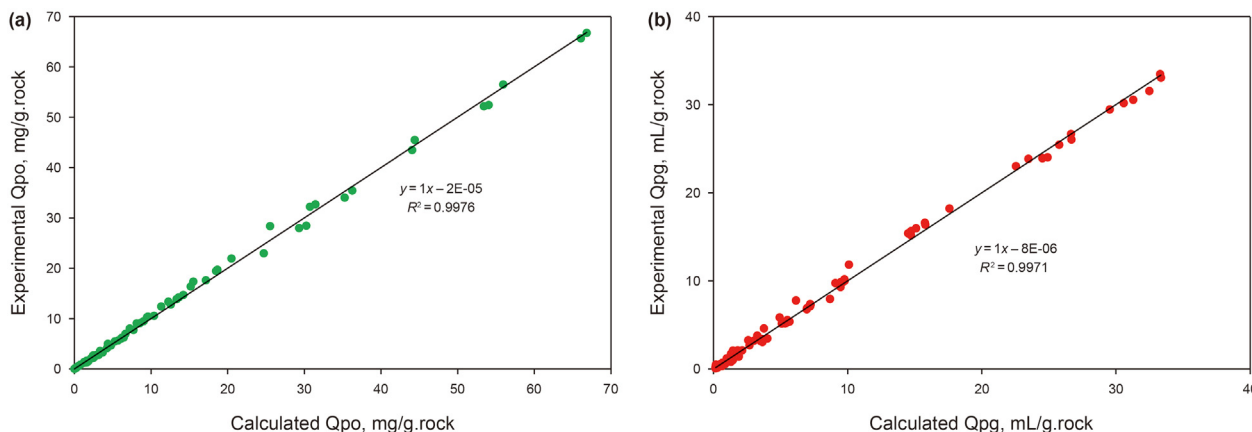 (a)
70
60
50
40
30
20
10
0
Experimental Qpo, mg/g.rock
y = 1x – 2E-05
R² = 0.9976
0 10 20 30 40 50 60 70
Calculated Qpo, mg/g.rock
(b)
40
30
20
10
0
Experimental Qpg, mL/g.rock
y = 1x – 8E-06
R² = 0.9971
0 10 20 30 40
Calculated Qpg, mL/g.rock